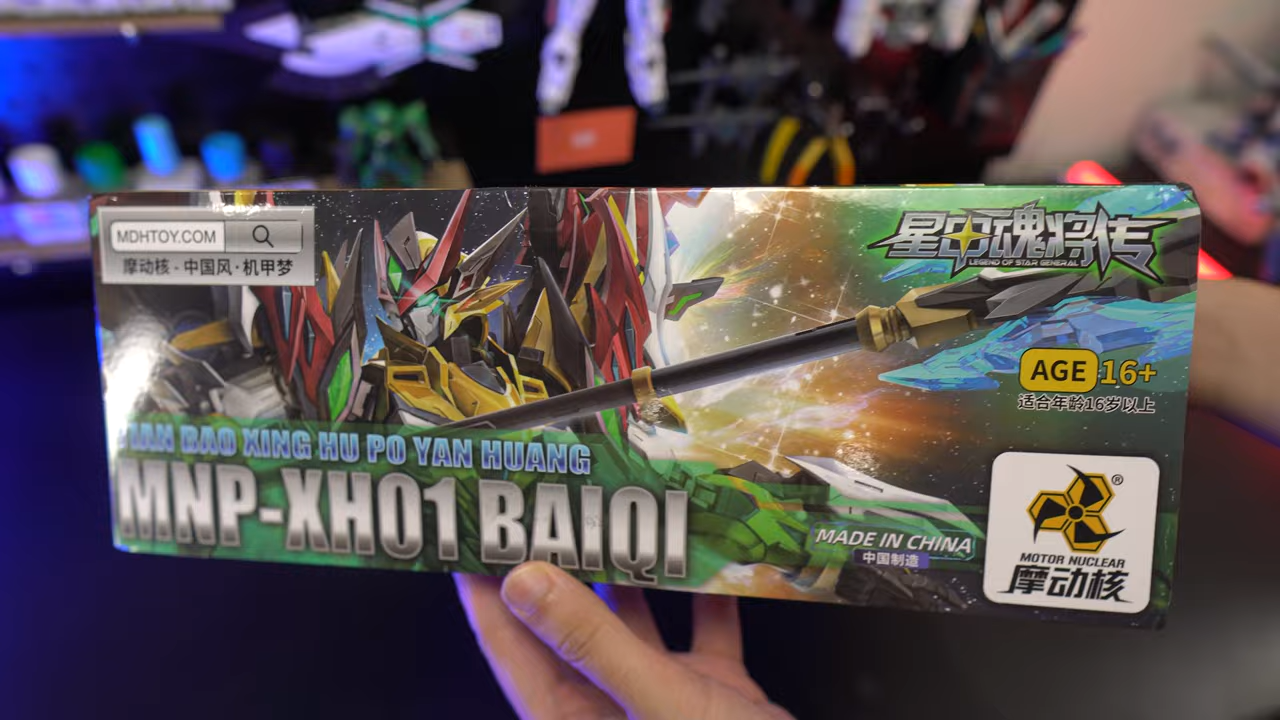 MDHTOY.COM
摩动核-中国风·机甲梦
星甲魂将传
LEGEND OF STAR GENERAL
AGE 16+
适合年龄16岁以上
BAO XING HU PO YAN HUANG
MNP-XH01 BAIQI
MADE IN CHINA
中国制造
®
MOTOR NUCLEAR
摩动核